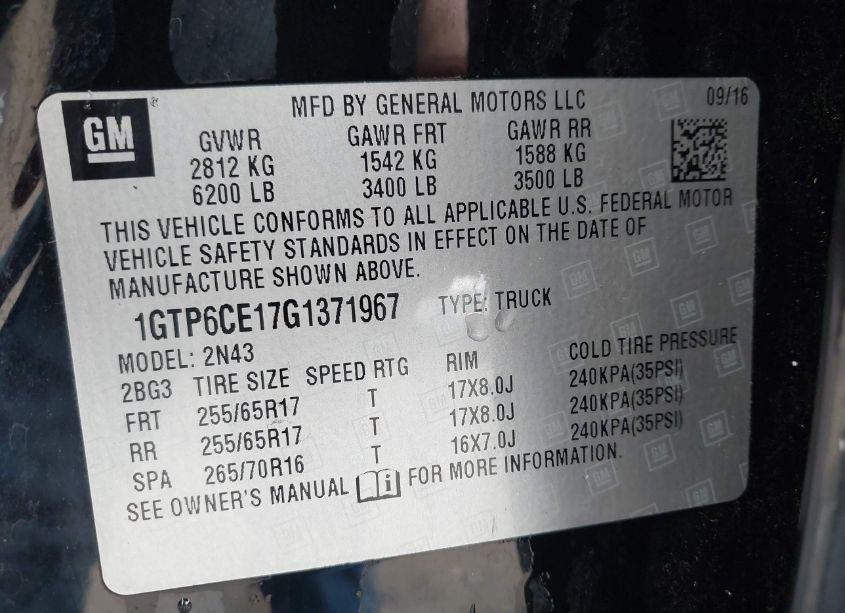 GM
MFD BY GENERAL MOTORS LLC 09/16
GVWR GAWR FRT GAWR RR
2812 KG 1542 KG 1588 KG
6200 LB 3400 LB 3500 LB
THIS VEHICLE CONFORMS TO ALL APPLICABLE U.S. FEDERAL MOTOR
VEHICLE SAFETY STANDARDS IN EFFECT ON THE DATE OF
MANUFACTURE SHOWN ABOVE.
1GTP6CE17G1371967 TYPE: TRUCK
MODEL: 2N43
2BG3 TIRE SIZE SPEED RTG RIM COLD TIRE PRESSURE
FRT 255/65R17 T 17X8.0J 240KPA(35PSI)
RR 255/65R17 T 17X8.0J 240KPA(35PSI)
SPA 265/70R16 T 16X7.0J 240KPA(35PSI)
SEE OWNER'S MANUAL i FOR MORE INFORMATION.